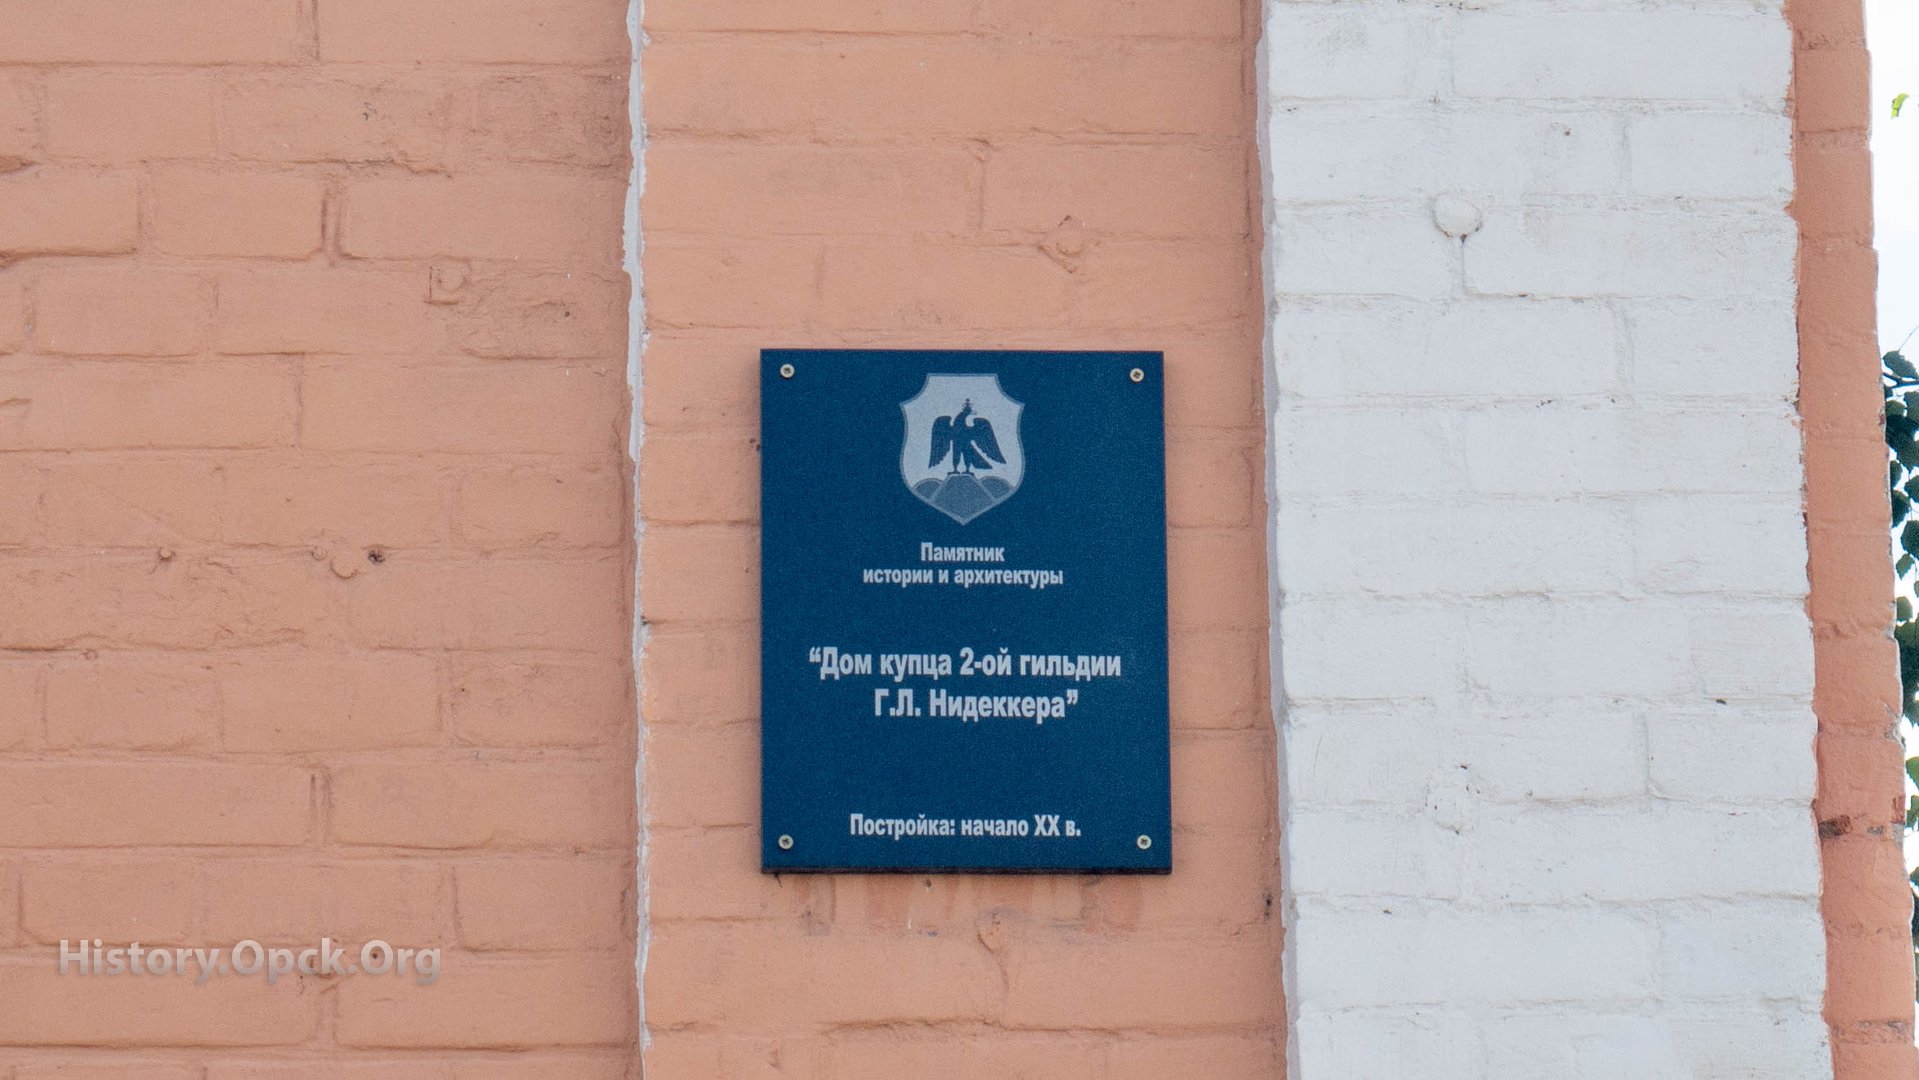 Памятник
истории и архитектуры
“Дом купца 2-ой гильдии
Г.Л. Нидеккера”
Постройка: начало XX в.
History.Opck.Org